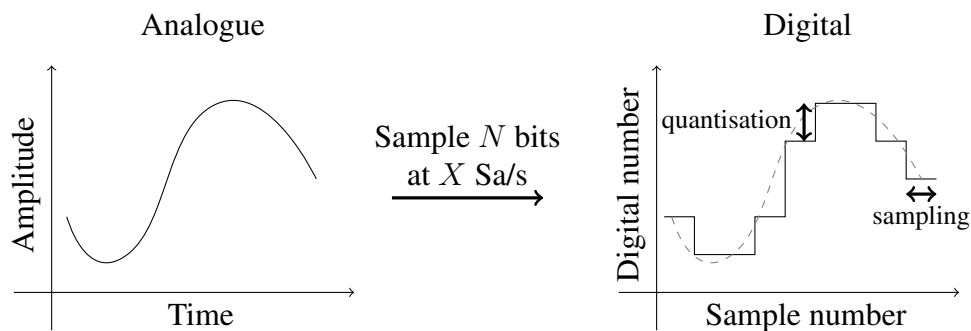 Analogue
Amplitude
Time
Sample N bits
at X Sa/s
Digital
Digital number
quantisation
sampling
Sample number